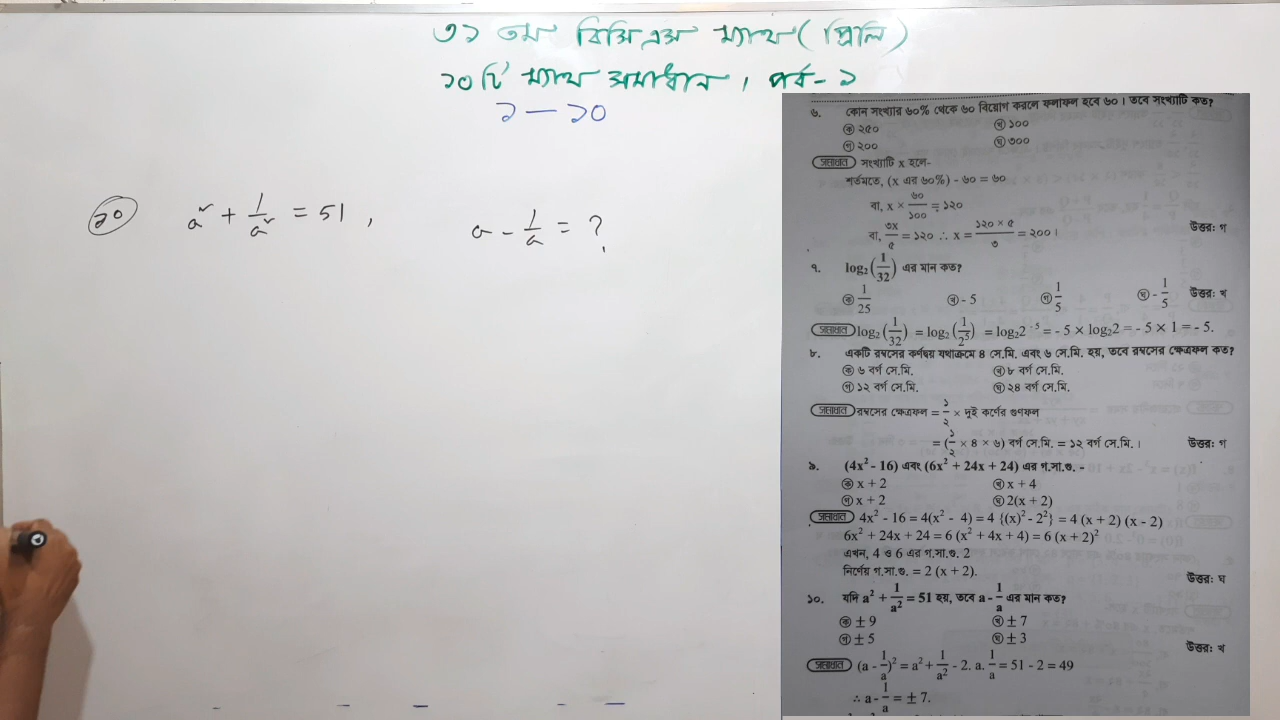 ৩১ তম বিসিএস ম্যাথ (প্রিলি)
১০টি ম্যাথ সমাধান। পর্ব - ১
১ — ১০
১০ a² + 1/a² = 51, a - 1/a = ?
৬. কোন সংখ্যার ৬০% থেকে ৬০ বিয়োগ করলে ফলাফল হবে ৬০। তবে সংখ্যাটি কত?
ⓚ ২৫০ ⓚ ১০০
ⓖ ২০০ ⓖ ৩০০
সমাধান সংখ্যাটি x হলে-
শর্তমতে, (x এর ৬০%) - ৬০ = ৬০
বা, x × ৬০/১০০ = ১২০
বা, ৩x/৫ = ১২০ ∴ x = ১২০ × ৫/৩ = ২০০। উত্তর: গ
৭. log₂(1/32) এর মান কত?
ক 1/25 খ - 5 গ 1/5 ঘ - 1/5 উত্তর: খ
সমাধান log₂(1/32) = log₂(1/2⁵) = log₂2⁻⁵ = - 5 × log₂2 = - 5 × 1 = - 5.
৮. একটি রম্বসের কর্ণদ্বয় যথাক্রমে ৪ সে.মি. এবং ৬ সে.মি. হয়, তবে রম্বসের ক্ষেত্রফল কত?
ক ৬ বর্গ সে.মি. খ ৮ বর্গ সে.মি.
গ ১২ বর্গ সে.মি. ঘ ২৪ বর্গ সে.মি.
সমাধান রম্বসের ক্ষেত্রফল = ১/২ × দুই কর্ণের গুণফল
= (১/২ × 8 × ৬) বর্গ সে.মি. = ১২ বর্গ সে.মি.। উত্তর: গ
৯. (4x² - 16) এবং (6x² + 24x + 24) এর গ.সা.গু. -
ক x + 2 খ x + 4
গ x + 2 ঘ 2(x + 2)
সমাধান 4x² - 16 = 4(x² - 4) = 4 {(x)² - 2²} = 4 (x + 2) (x - 2)
6x² + 24x + 24 = 6 (x² + 4x + 4) = 6 (x + 2)²
এখন, 4 ও 6 এর গ.সা.গু. 2
নির্ণেয় গ.সা.গু. = 2 (x + 2). উত্তর: ঘ
১০. যদি a² + 1/a² = 51 হয়, তবে a - 1/a এর মান কত?
ক ± 9 খ ± 7
গ ± 5 ঘ ± 3 উত্তর: খ
সমাধান (a - 1/a)² = a² + 1/a² - 2. a. 1/a = 51 - 2 = 49
∴ a - 1/a = ± 7.